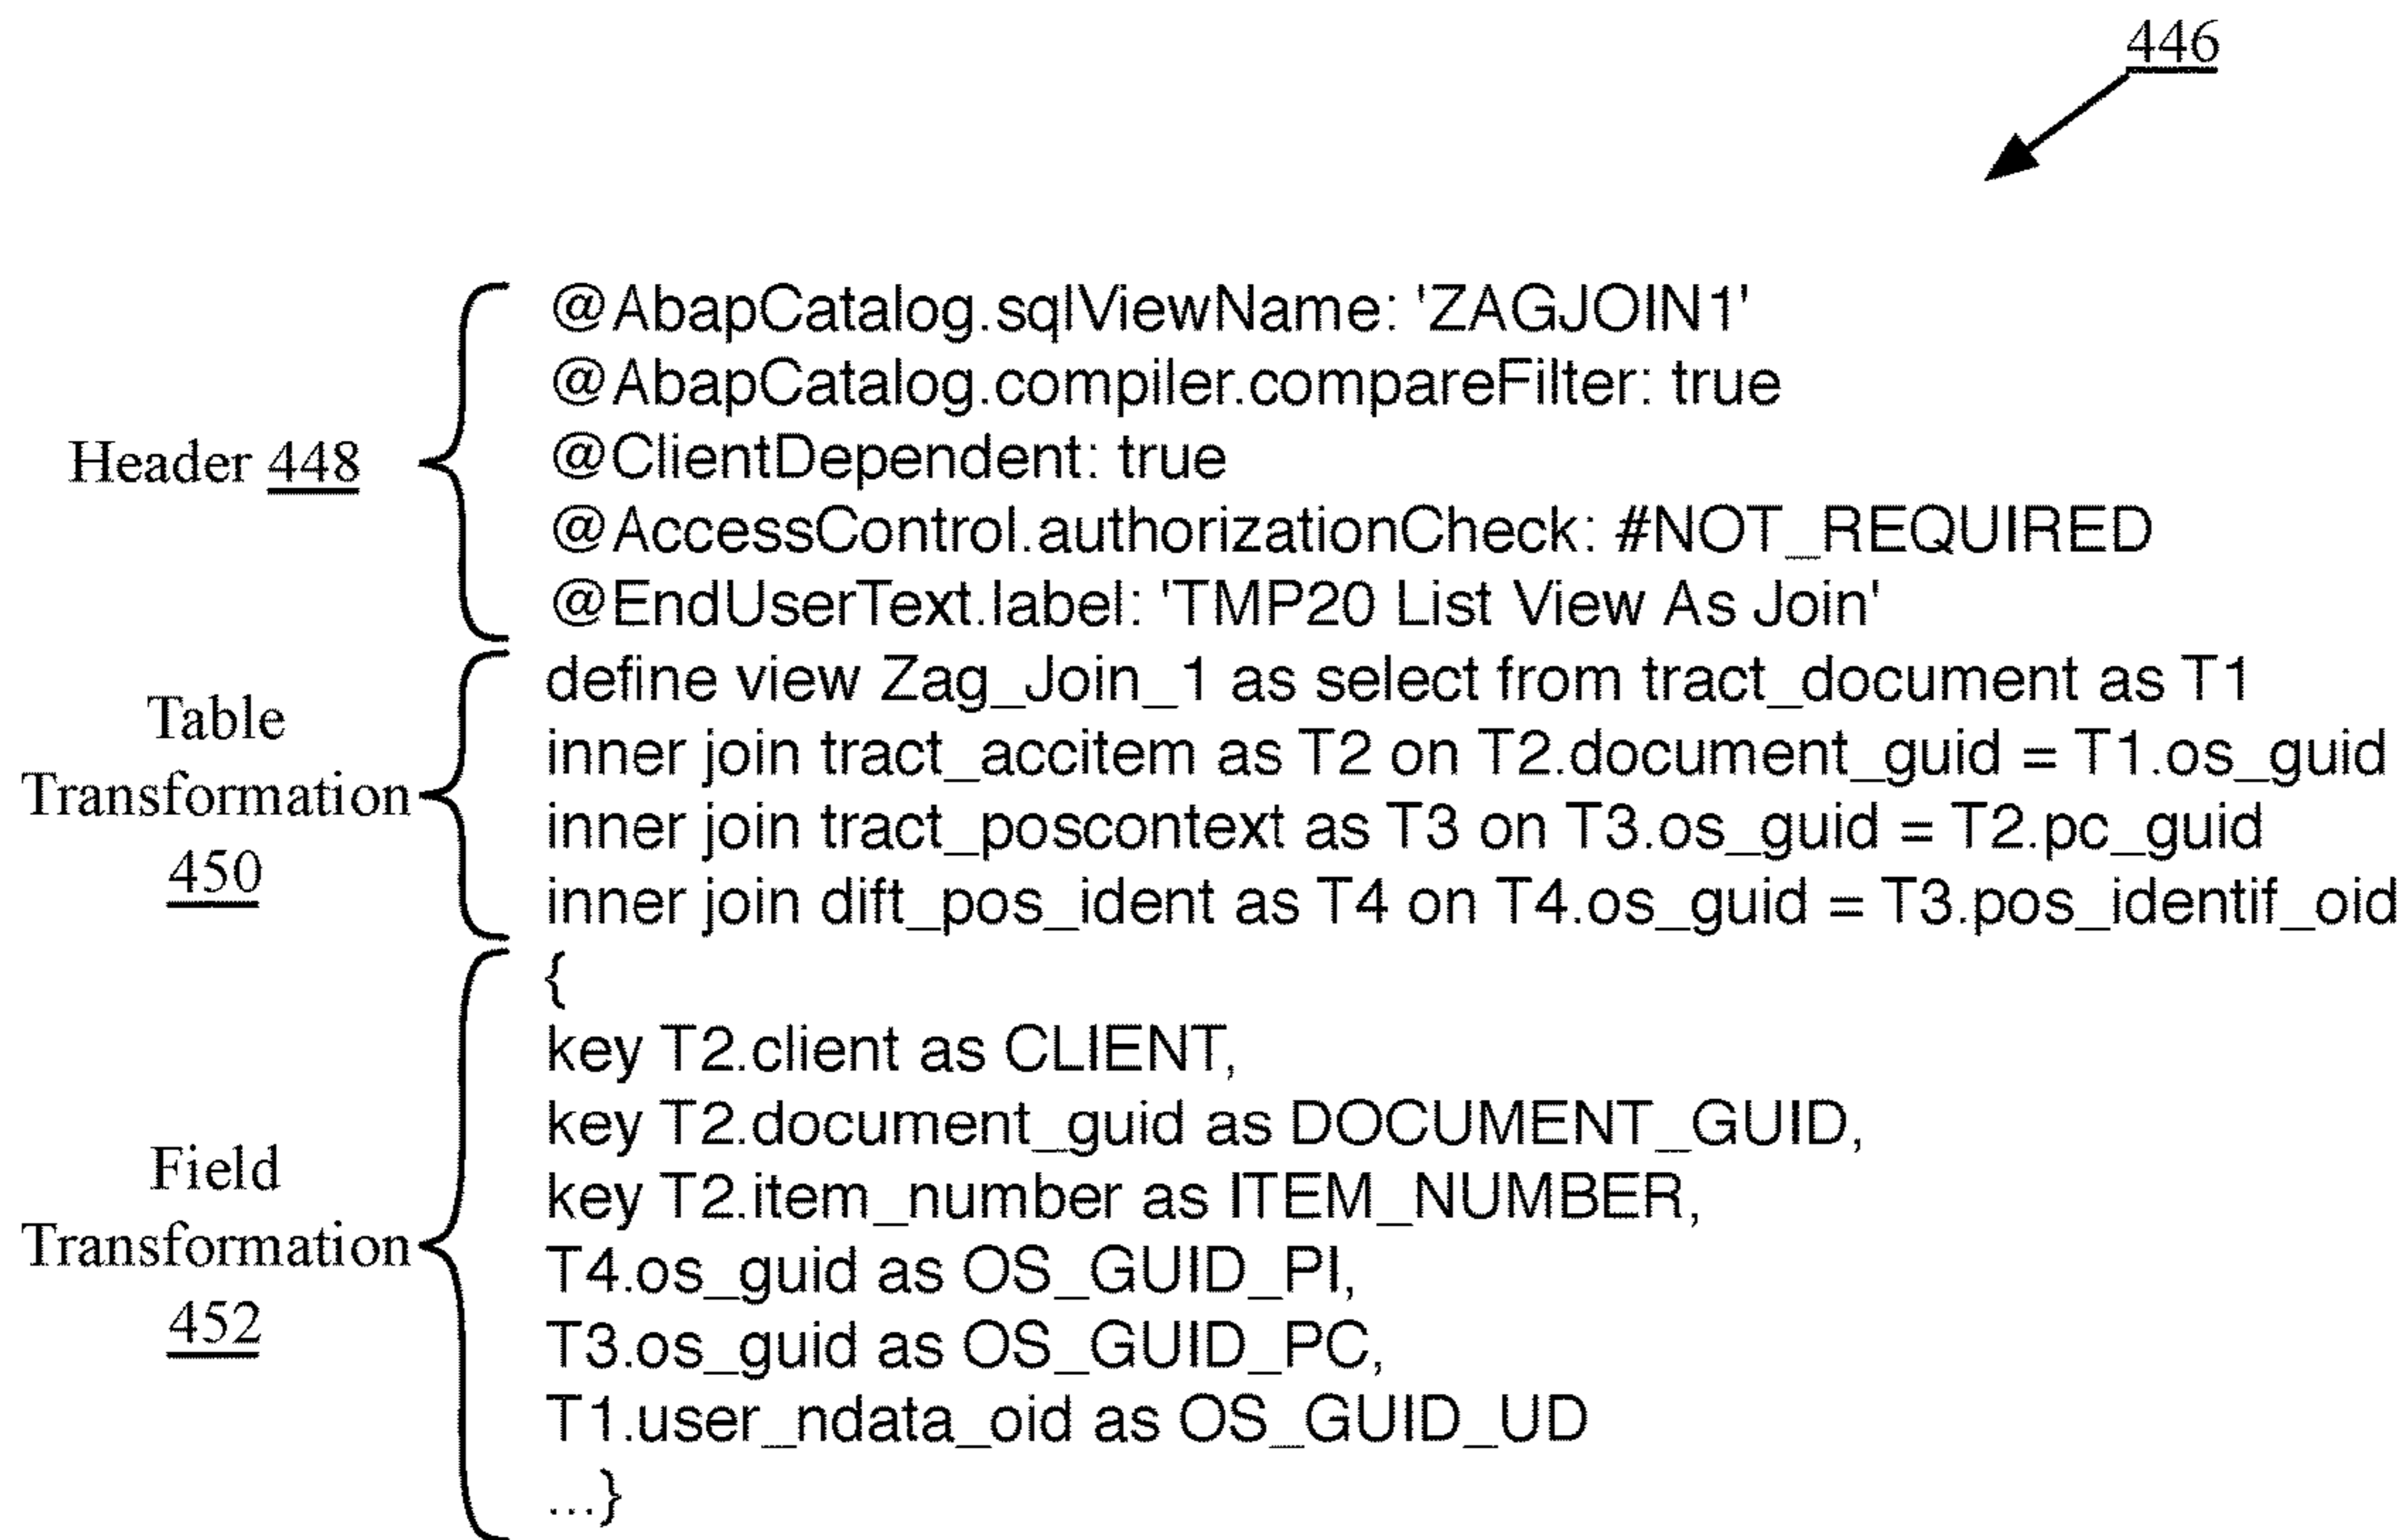 446
Header 448
@AbapCatalog.sqlViewName: 'ZAGJOIN1'
@AbapCatalog.compiler.compareFilter: true
@ClientDependent: true
@AccessControl.authorizationCheck: #NOT_REQUIRED
@EndUserText.label: 'TMP20 List View As Join'
Table
Transformation
450
define view Zag_Join_1 as select from tract_document as T1
inner join tract_accitem as T2 on T2.document_guid = T1.os_guid
inner join tract_poscontext as T3 on T3.os_guid = T2.pc_guid
inner join dift_pos_ident as T4 on T4.os_guid = T3.pos_identif_oid
Field
Transformation
452
{
key T2.client as CLIENT,
key T2.document_guid as DOCUMENT_GUID,
key T2.item_number as ITEM_NUMBER,
T4.os_guid as OS_GUID_PI,
T3.os_guid as OS_GUID_PC,
T1.user_ndata_oid as OS_GUID_UD
...}